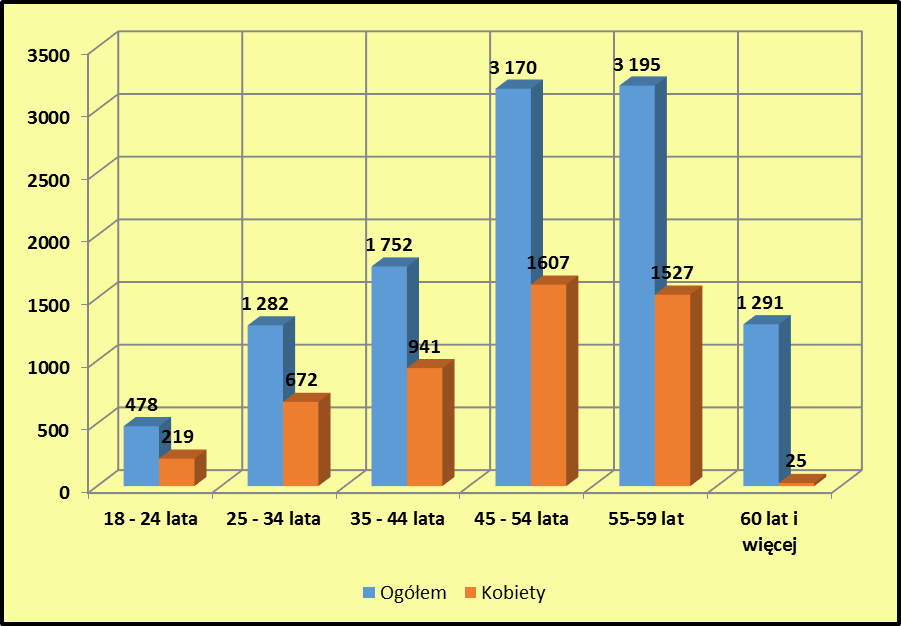 3500
3000
2500
2000
1500
1000
500
0
478
219
1 282
672
1 752
941
3 170
1607
3 195
1527
1 291
25
18 - 24 lata
25 - 34 lata
35 - 44 lata
45 - 54 lata
55-59 lat
60 lat i
więcej
Ogółem
Kobiety